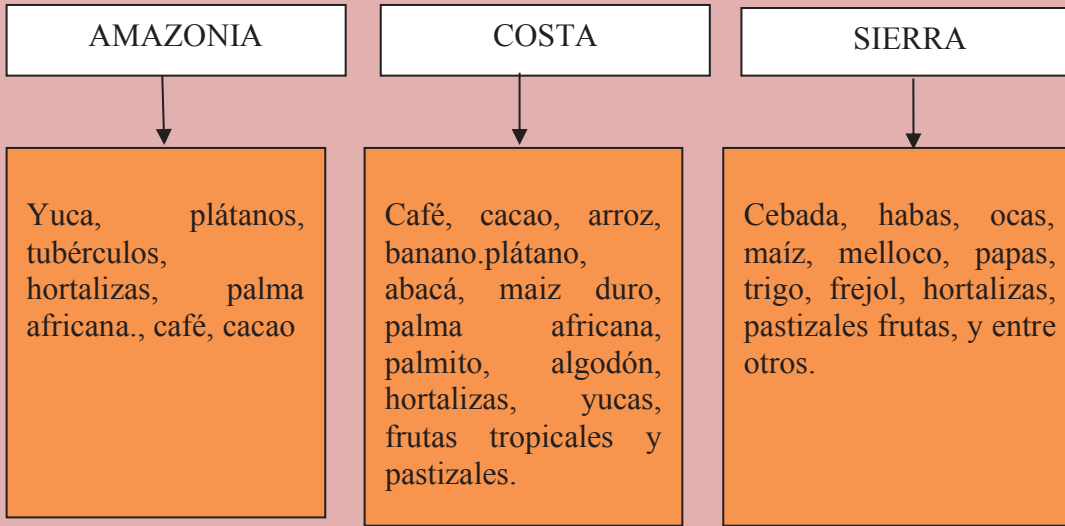 AMAZONIA
Yuca, plátanos,
tubérculos,
hortalizas, palma
africana., café, cacao
COSTA
Café, cacao, arroz,
banano.plátano,
abacá, maiz duro,
palma africana,
palmito, algodón,
hortalizas, yucas,
frutas tropicales y
pastizales.
SIERRA
Cebada, habas, ocas,
maíz, melloco, papas,
trigo, frejol, hortalizas,
pastizales frutas, y entre
otros.